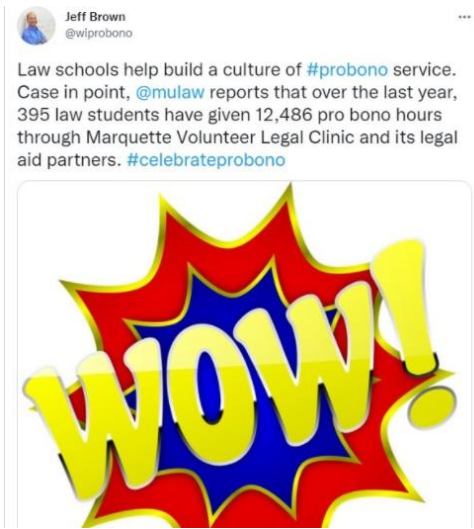 Jeff Brown
@wiprobono
Law schools help build a culture of #probono service.
Case in point, @mulaw reports that over the last year,
395 law students have given 12,486 pro bono hours
through Marquette Volunteer Legal Clinic and its legal
aid partners. #celebrateprobono
WOW!